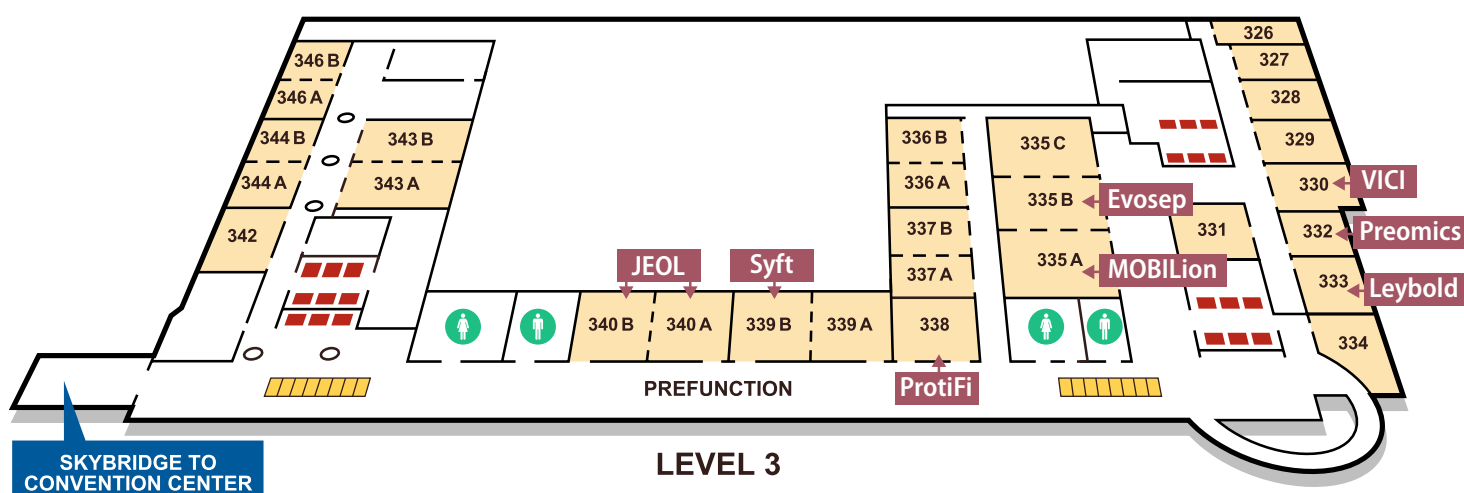 326
346 B
327
346 A
328
344 B
343 B
336 B
335 C
329
344 A
343 A
336 A
335 B
Evosep
330
VICI
342
337 B
331
332
Preomics
JEOL
Syft
337 A
335 A
MOBILion
333
Leybold
340 B
340 A
339 B
339 A
338
334
PREFUNCTION
ProtiFi
SKYBRIDGE TO
CONVENTION CENTER
LEVEL 3